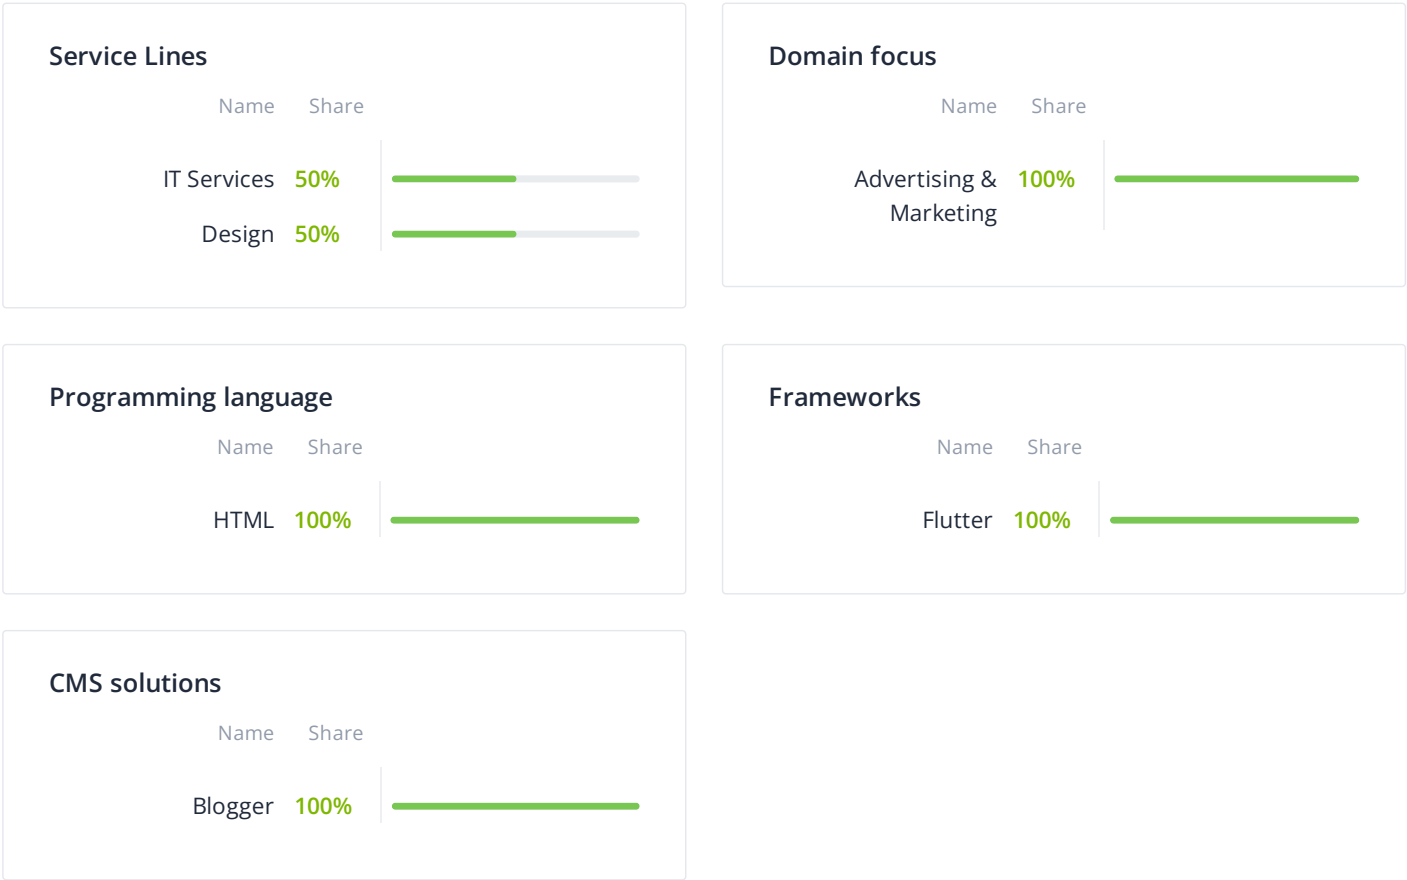 Service Lines
Name Share
IT Services 50%
Design 50%
Domain focus
Name Share
Advertising & 100%
Marketing
Programming language
Name Share
HTML 100%
Frameworks
Name Share
Flutter 100%
CMS solutions
Name Share
Blogger 100%